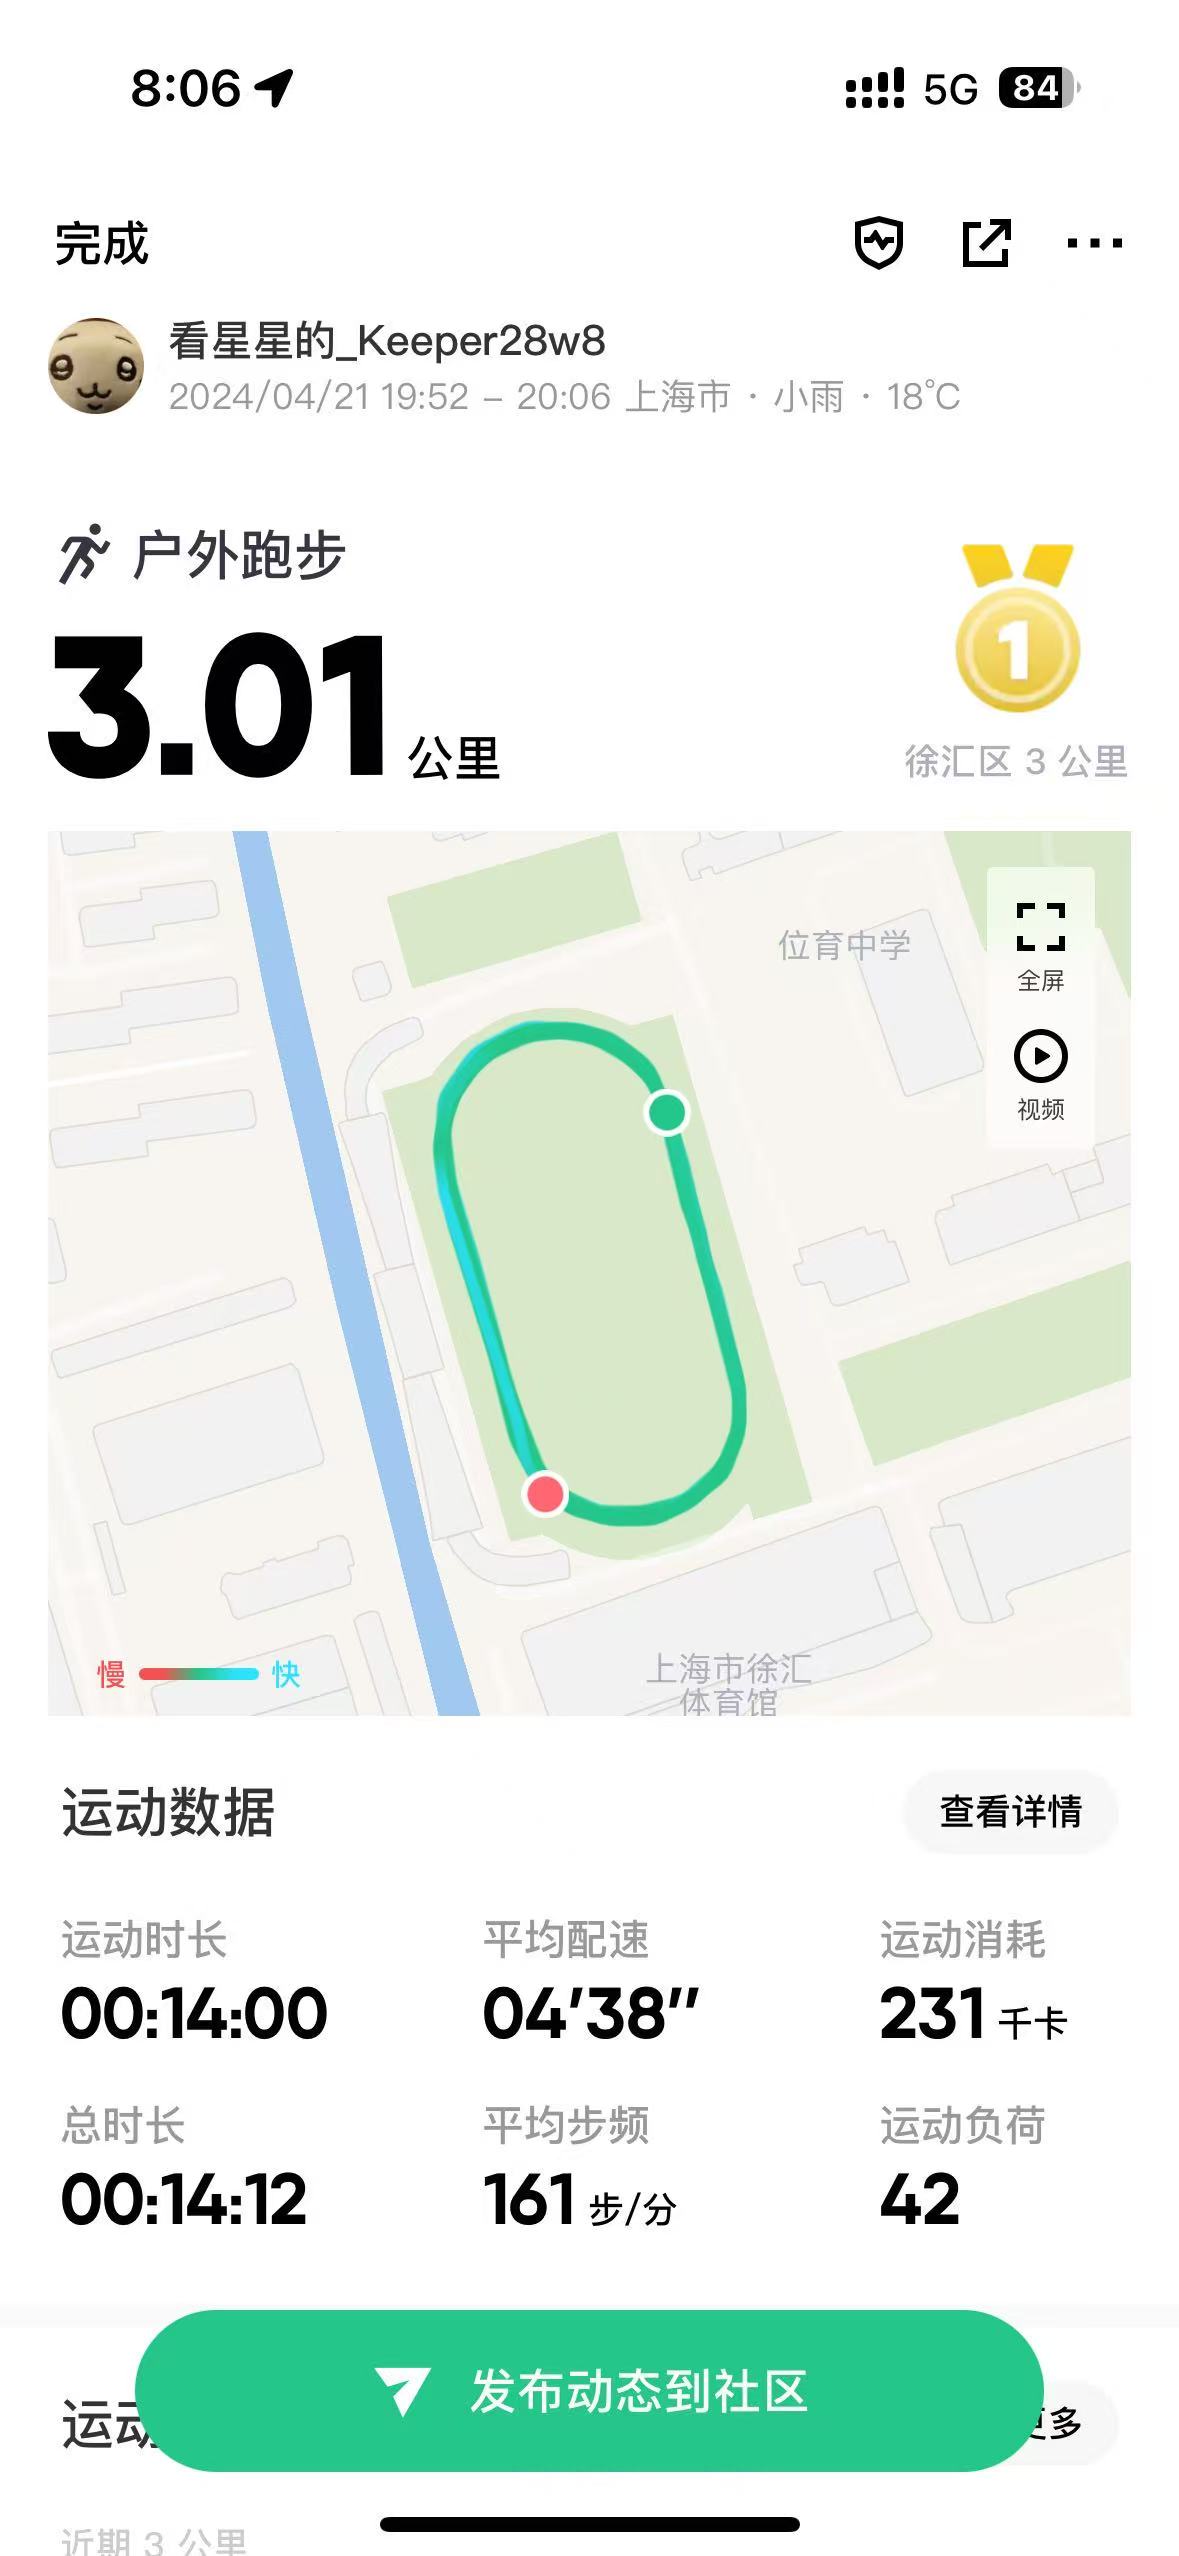 8:06 5G 84
完成
看星星的_Keeper28w8
2024/04/21 19:52 – 20:06 上海市 · 小雨 · 18℃
户外跑步
3.01 公里
1
徐汇区 3 公里
位育中学
全屏
视频
慢 快
上海市徐汇
体育馆
运动数据 查看详情
运动时长 平均配速 运动消耗
00:14:00 04'38" 231 千卡
总时长 平均步频 运动负荷
00:14:12 161 步/分 42
发布动态到社区
运动 更多
近期 3 公里